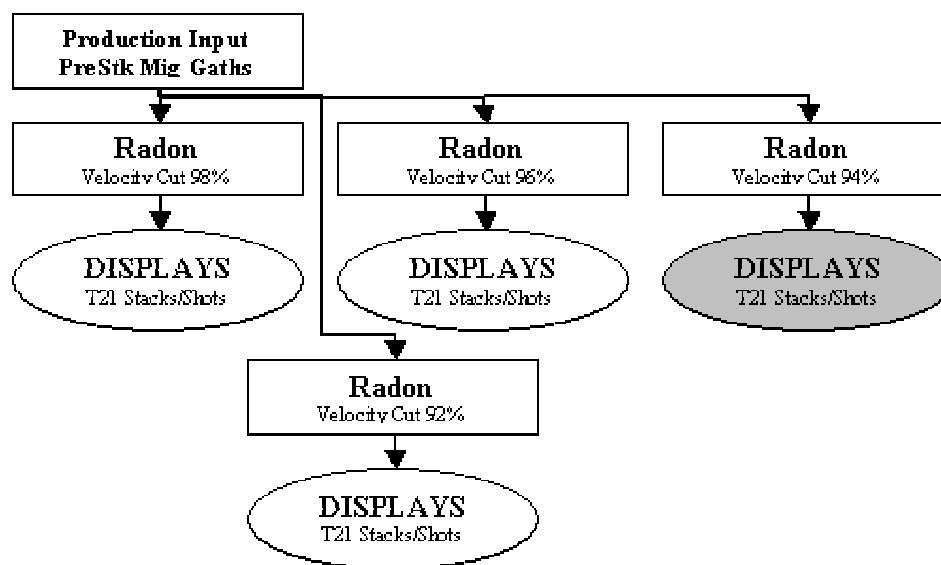 Production Input
PreStk Mig Gaths
Radon
Velocity Cut 98%
Radon
Velocity Cut 96%
Radon
Velocity Cut 94%
DISPLAYS
T21 Stacks/Shots
DISPLAYS
T21 Stacks/Shots
DISPLAYS
T21 Stacks/Shots
Radon
Velocity Cut 92%
DISPLAYS
T21 Stacks/Shots